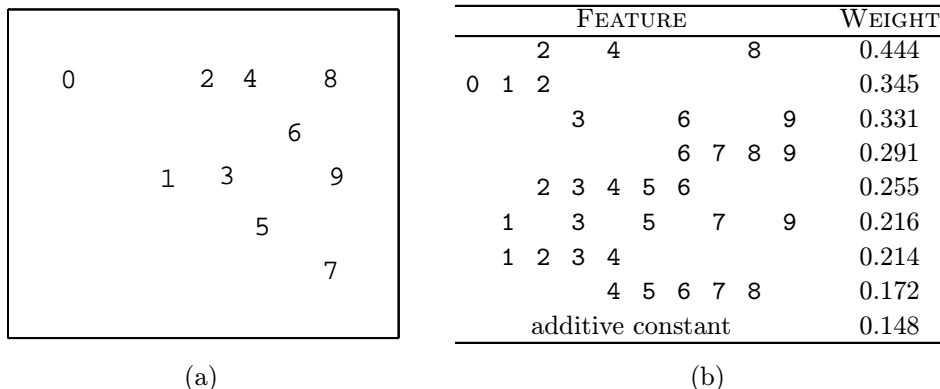 0 2 4 8
6
1 3 9
5
7
(a)
FEATURE WEIGHT
2 4 8 0.444
0 1 2 0.345
3 6 9 0.331
6 7 8 9 0.291
2 3 4 5 6 0.255
1 3 5 7 9 0.216
1 2 3 4 0.214
4 5 6 7 8 0.172
additive constant 0.148
(b)